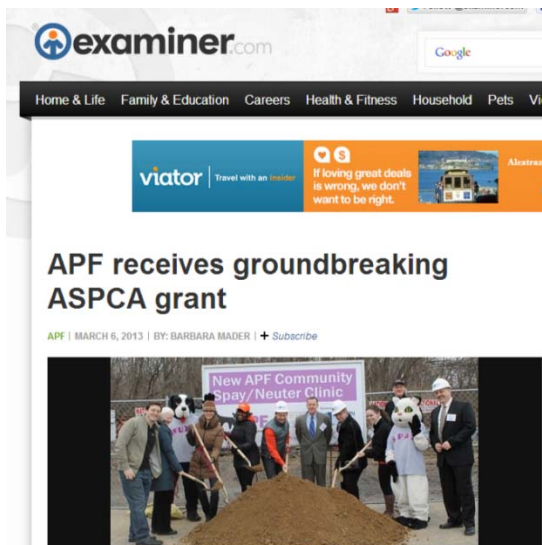 examiner.com
Google
Home & Life Family & Education Careers Health & Fitness Household Pets
viator Travel with an Insider
If loving great deals
is wrong, we don't
want to be right.
APF receives groundbreaking
ASPCA grant
APF | MARCH 6, 2013 | BY: BARBARA MADER | + Subscribe
New APF Community
Spay/Neuter Clinic